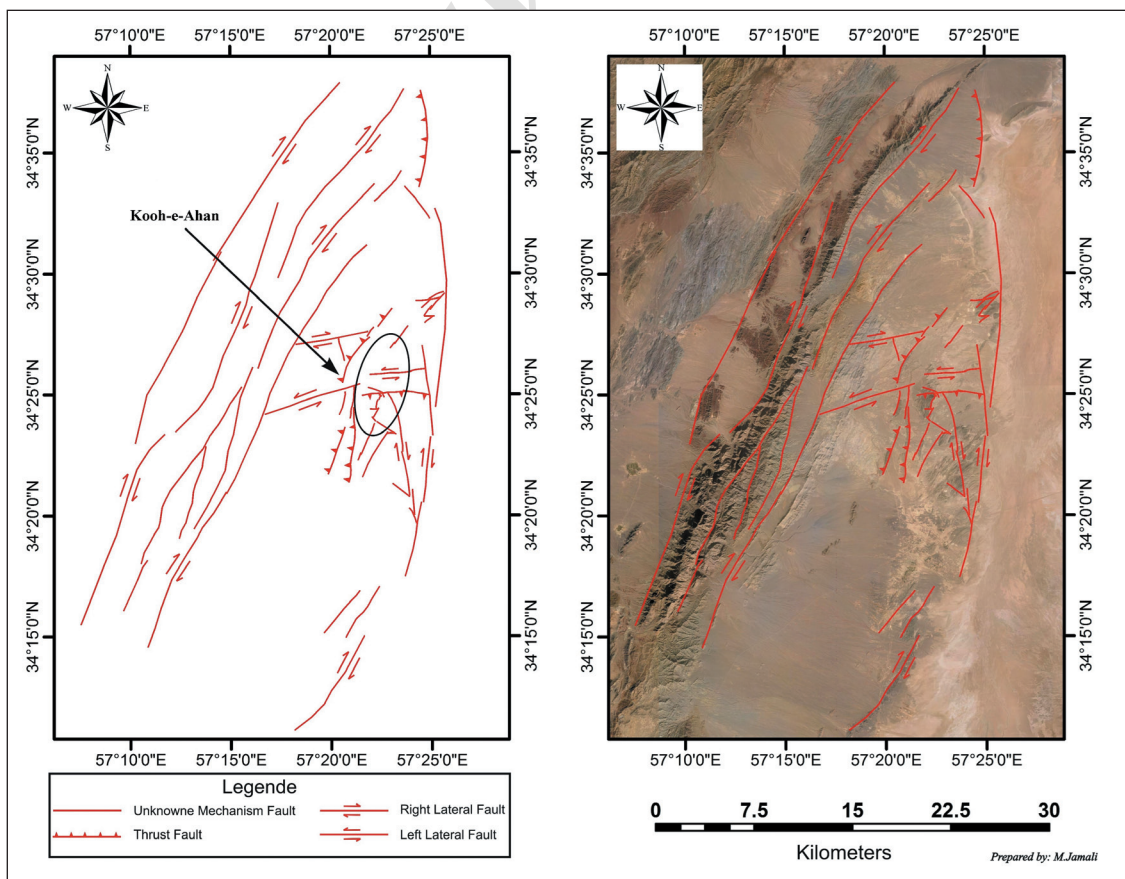 57°10'0"E 57°15'0"E 57°20'0"E 57°25'0"E
57°10'0"E 57°15'0"E 57°20'0"E 57°25'0"E
N
W E
S
N
W E
S
34°35'0"N 34°35'0"N 34°35'0"N 34°35'0"N
Kooh-e-Ahan
34°30'0"N 34°30'0"N 34°30'0"N 34°30'0"N
34°25'0"N 34°25'0"N 34°25'0"N 34°25'0"N
34°20'0"N 34°20'0"N 34°20'0"N 34°20'0"N
34°15'0"N 34°15'0"N 34°15'0"N 34°15'0"N
57°10'0"E 57°15'0"E 57°20'0"E 57°25'0"E
57°10'0"E 57°15'0"E 57°20'0"E 57°25'0"E
Legende
Unknowne Mechanism Fault
Right Lateral Fault
Thrust Fault
Left Lateral Fault
0 7.5 15 22.5 30
Kilometers
Prepared by: M.Jamali